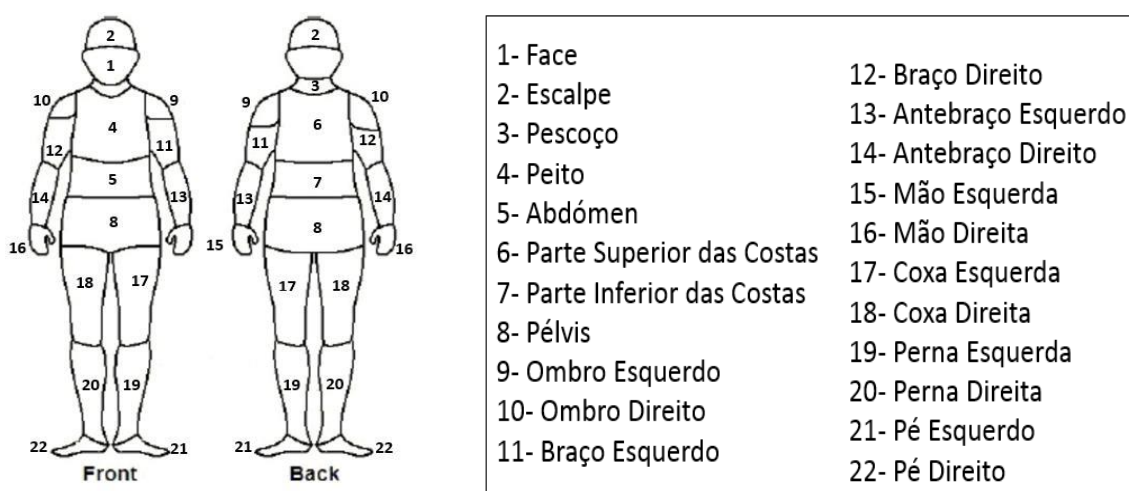 2
1
10
9
4
12
11
5
14
13
8
16
18
17
20
19
22
21
Front
2
3
9
10
6
11
12
7
13
14
8
15
16
17
18
19
20
21
22
Back
1- Face
2- Escalpe
3- Pescoço
4- Peito
5- Abdómen
6- Parte Superior das Costas
7- Parte Inferior das Costas
8- Pélvis
9- Ombro Esquerdo
10- Ombro Direito
11- Braço Esquerdo
12- Braço Direito
13- Antebraço Esquerdo
14- Antebraço Direito
15- Mão Esquerda
16- Mão Direita
17- Coxa Esquerda
18- Coxa Direita
19- Perna Esquerda
20- Perna Direita
21- Pé Esquerdo
22- Pé Direito